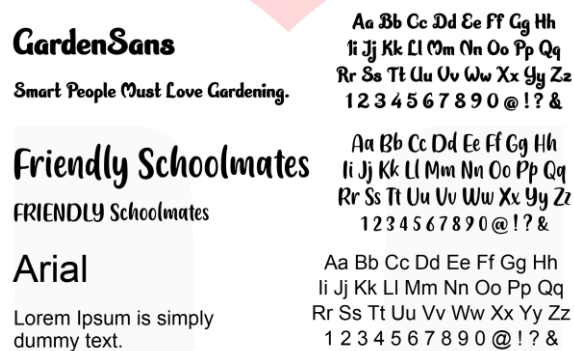 GardenSans
Smart People Must Love Gardening.
Aa Bb Cc Dd Ee Ff Gg Hh
Ii Jj Kk Ll Mm Nn Oo Pp Qq
Rr Ss Tt Uu Vv Ww Xx Yy Zz
1 2 3 4 5 6 7 8 9 0 @ ! ? &
Friendly Schoolmates
FRIENDLY Schoolmates
Aa Bb Cc Dd Ee Ff Gg Hh
Ii Jj Kk Ll Mm Nn Oo Pp Qq
Rr Ss Tt Uu Vv Ww Xx Yy Zz
1 2 3 4 5 6 7 8 9 0 @ ! ? &
Arial
Lorem Ipsum is simply
dummy text.
Aa Bb Cc Dd Ee Ff Gg Hh
Ii Jj Kk Ll Mm Nn Oo Pp Qq
Rr Ss Tt Uu Vv Ww Xx Yy Zz
1 2 3 4 5 6 7 8 9 0 @ ! ? &